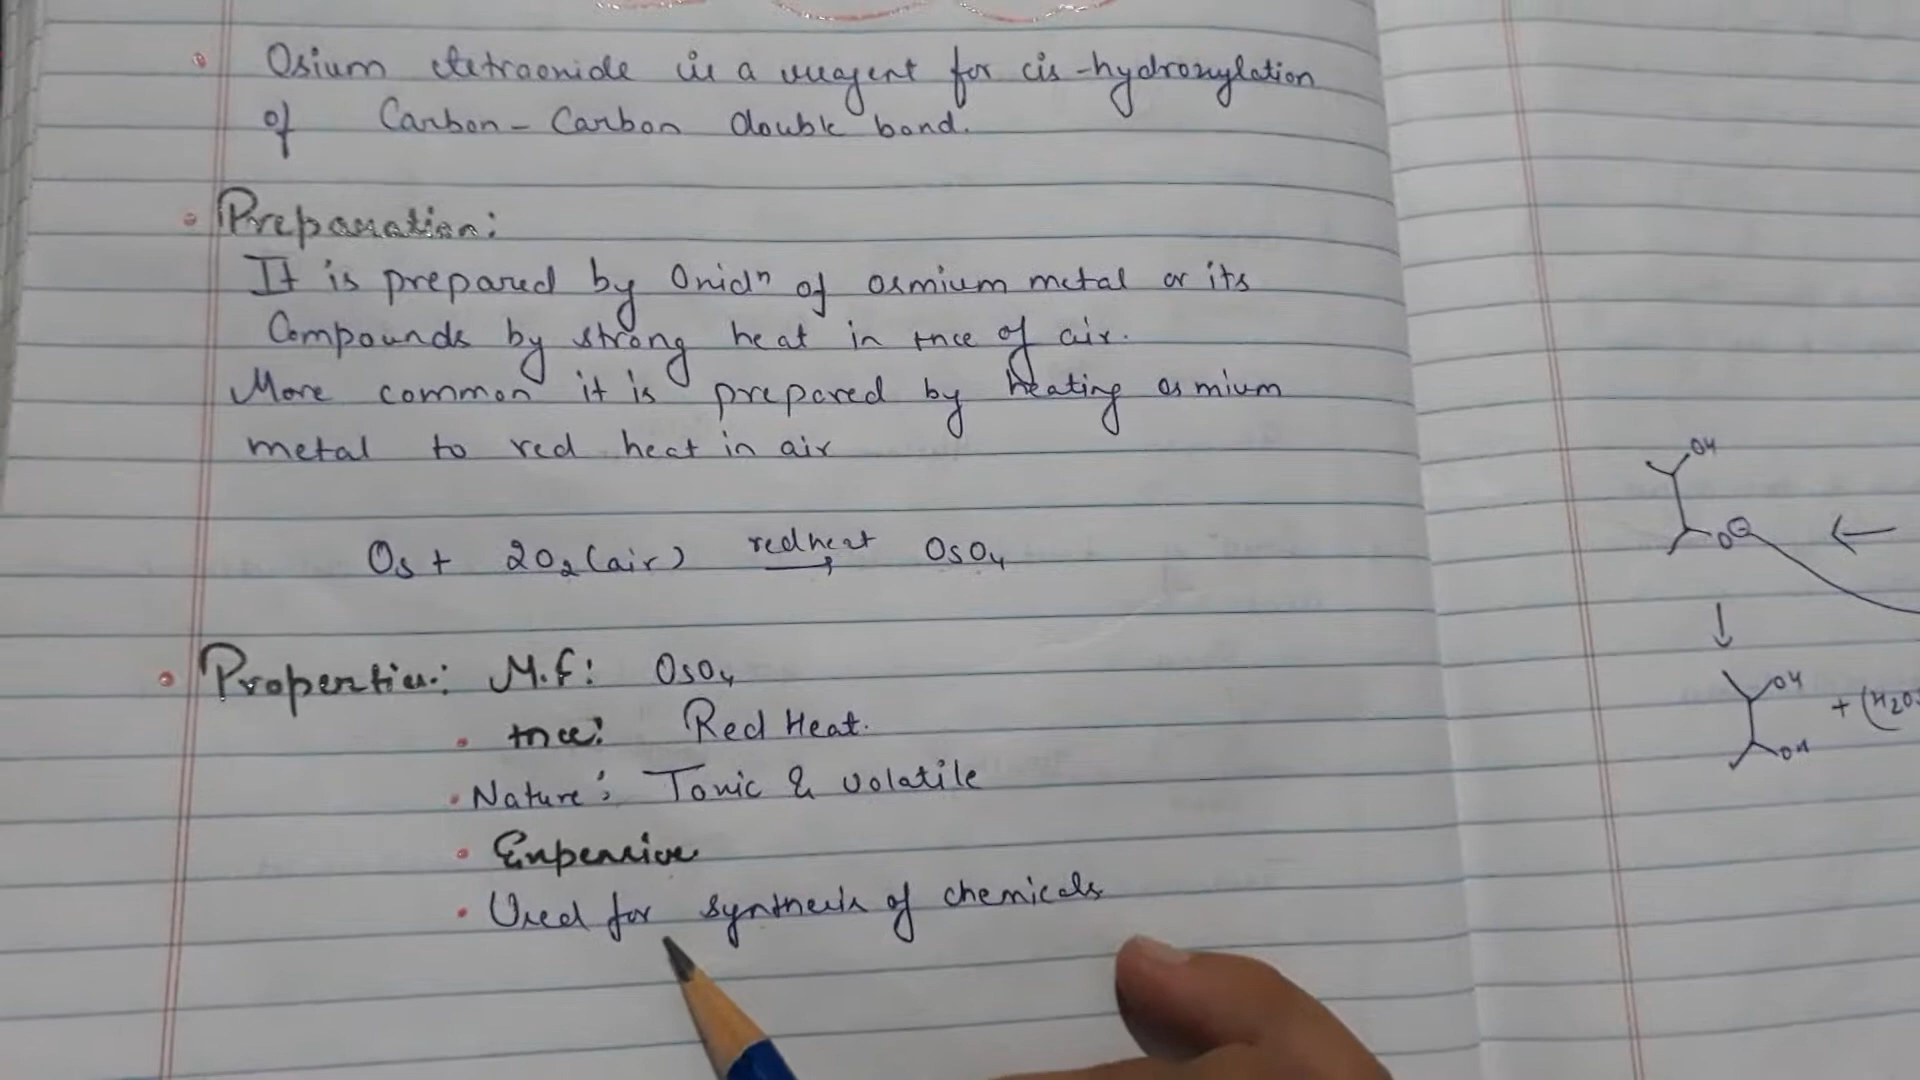 Osium tetraoxide is a reagent for cis-hydroxylation
of Carbon-Carbon double bond.
Preparation:
It is prepared by Oxidⁿ of osmium metal or its
Compounds by strong heat in +nce of air.
More common it is prepared by heating osmium
metal to red heat in air
Os + 2O₂(air) redheat → OsO₄
Properties: M.f: OsO₄
+nce: Red Heat.
Nature: Toxic & volatile
Expensive
Used for synthesis of chemicals
OH
O⊖ ←
↓
OH + (H₂O
OH